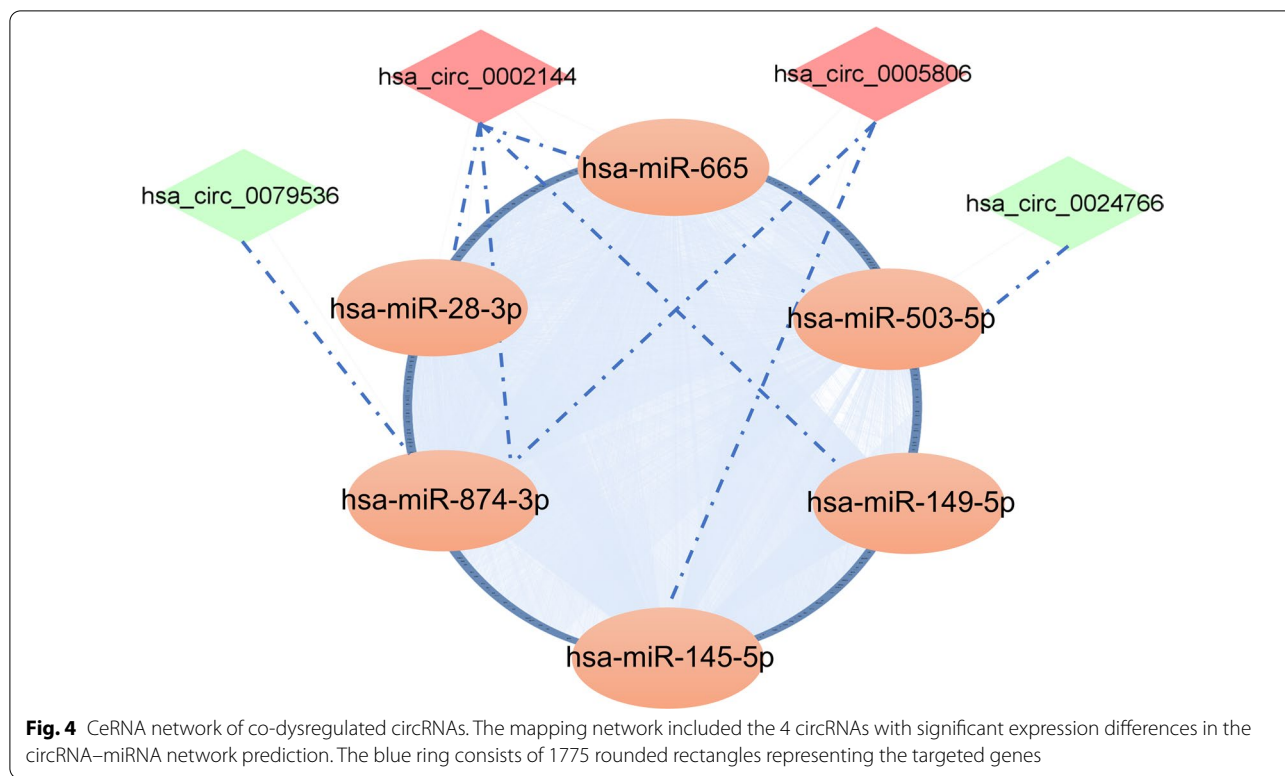 hsa_circ_0002144
hsa_circ_0005806
hsa-miR-665
hsa_circ_0079536
hsa_circ_0024766
hsa-miR-28-3p
hsa-miR-503-5p
hsa-miR-874-3p
hsa-miR-149-5p
hsa-miR-145-5p
Fig. 4 CeRNA network of co-dysregulated circRNAs. The mapping network included the 4 circRNAs with significant expression differences in the
circRNA–miRNA network prediction. The blue ring consists of 1775 rounded rectangles representing the targeted genes